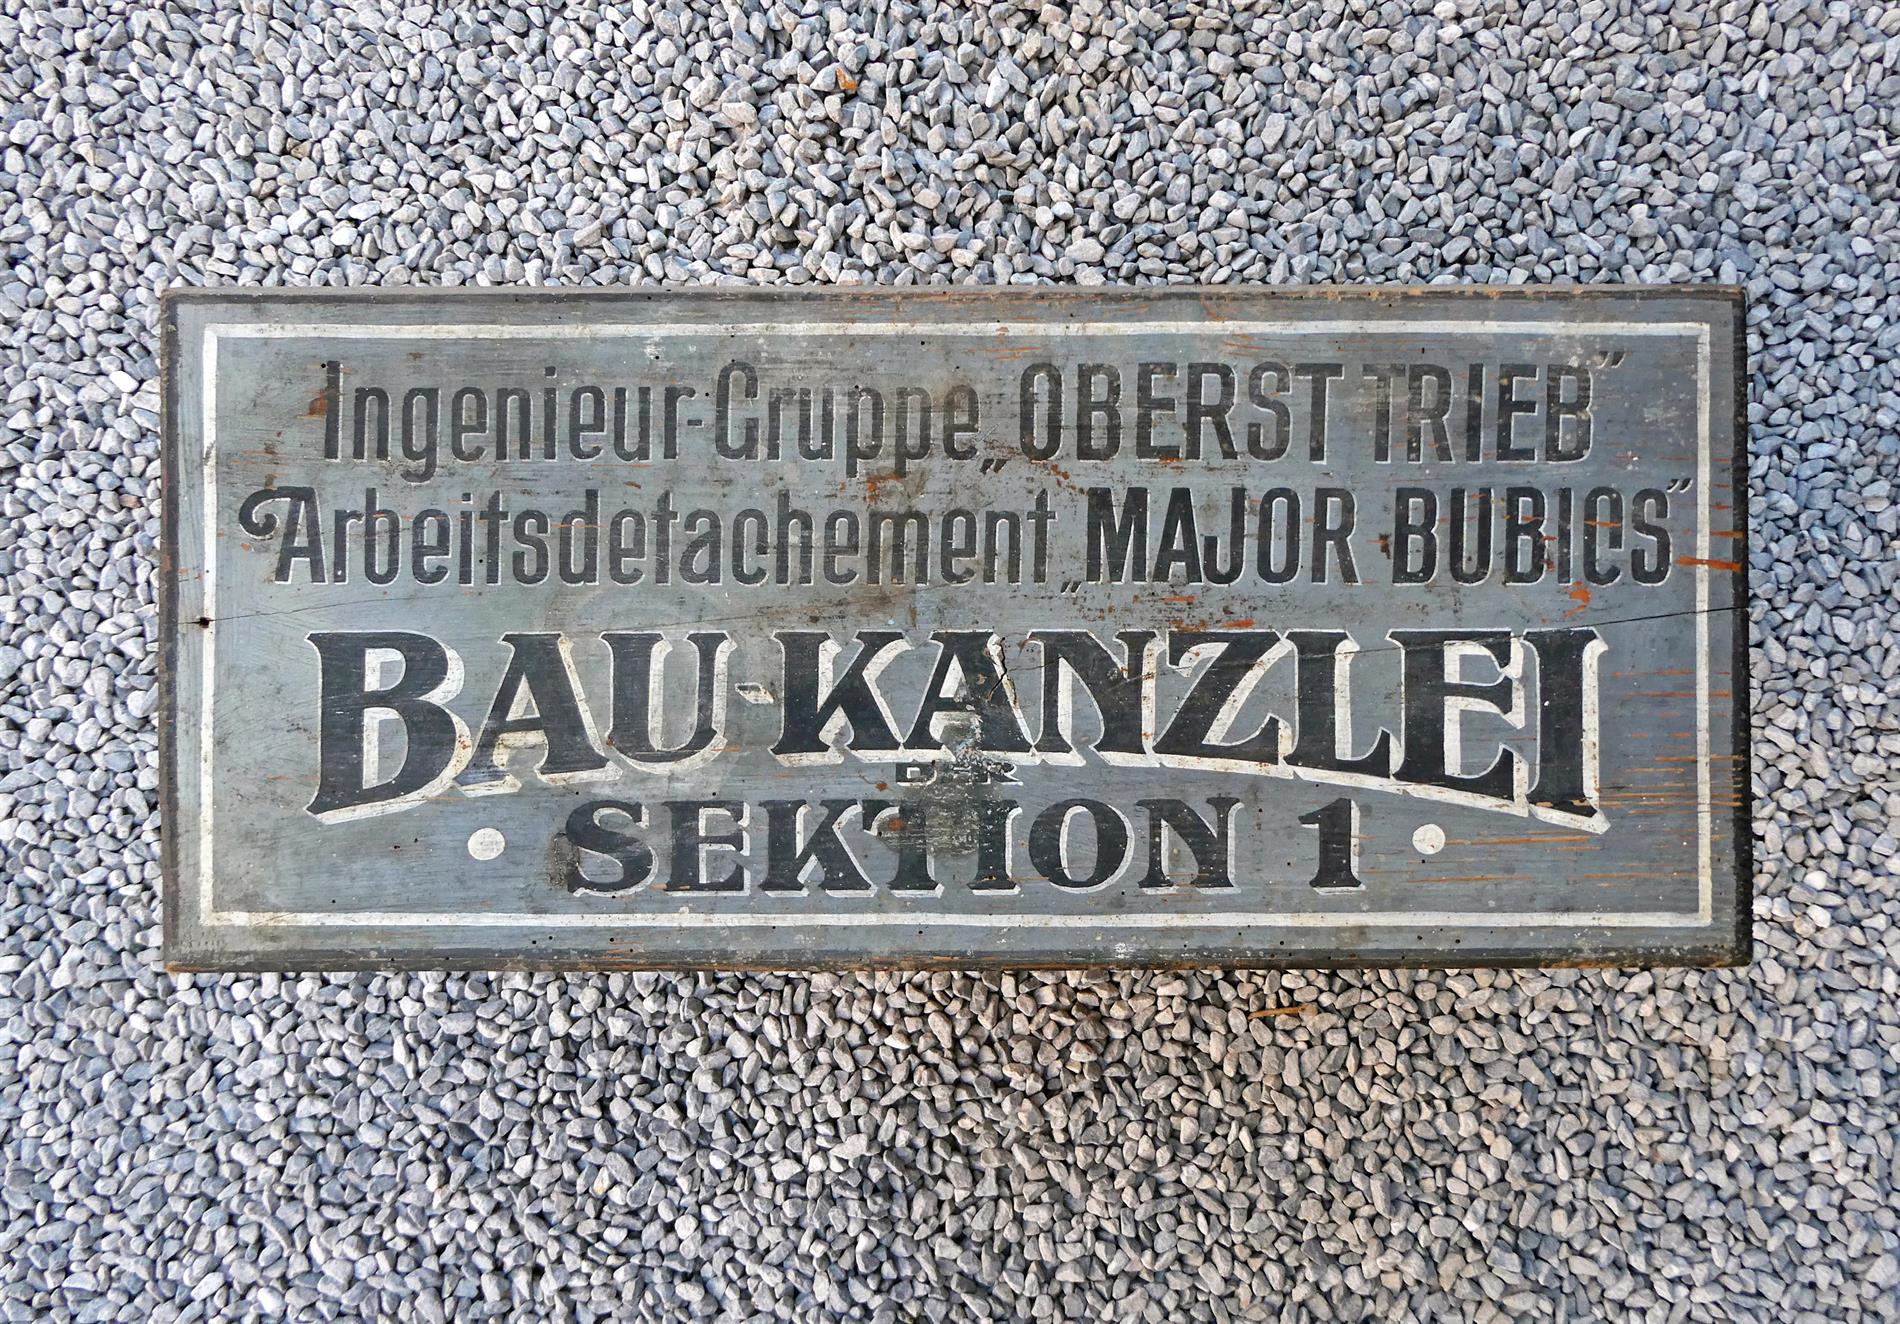 Ingenieur-Gruppe „OBERST TRIEB”
Arbeitsdetachement „MAJOR BUBICS”
BAU-KANZLEI
DER
SEKTION 1